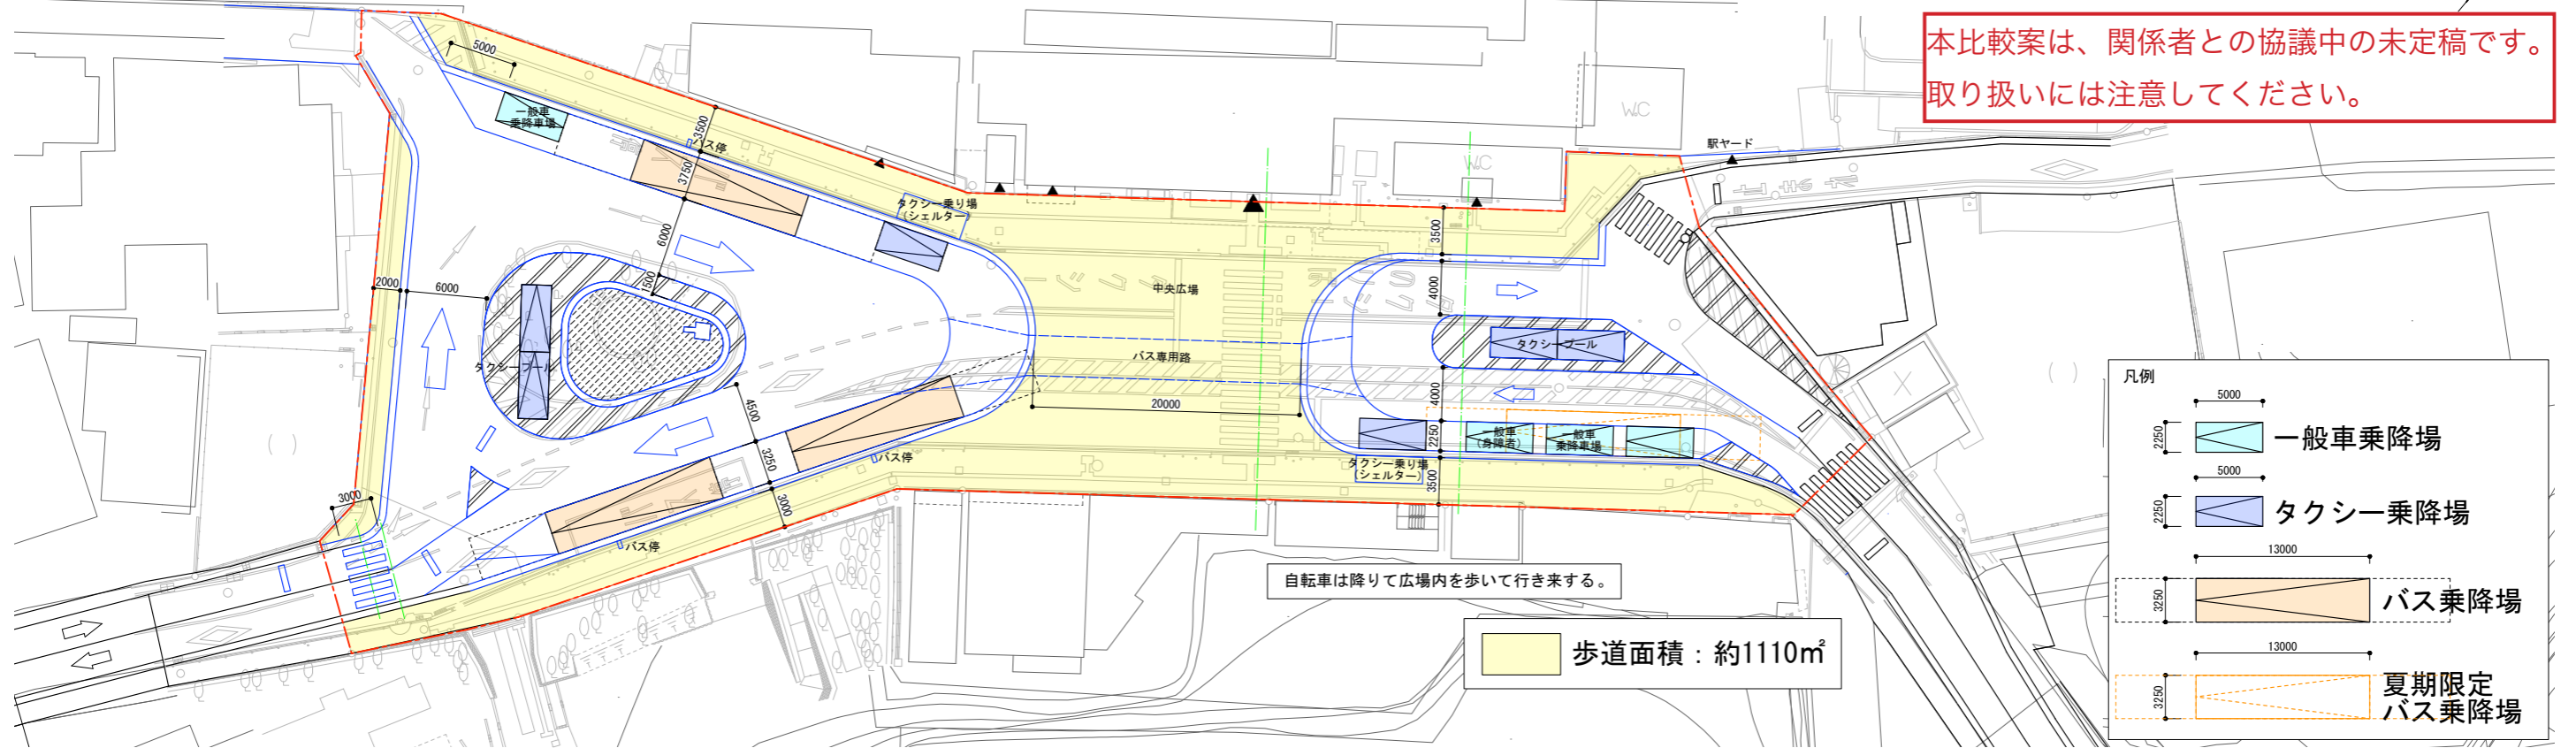 本比較案は、関係者との協議中の未定稿です。
取り扱いには注意してください。
5000
一般車
乗降車場
3500
バス停
3750
6000
1500
タクシー乗り場
(シェルター)
W.C
W.C
駅ヤード
3500
中央広場
4000
2000
6000
タクシープール
タクシープール
バス専用路
4500
20000
4000
3250
バス停
2250
一般車
(身障者)
一般車
乗降車場
タクシー乗り場
(シェルター)
3500
3000
3000
バス停
自転車は降りて広場内を歩いて行き来する。
歩道面積：約1110㎡
凡例
5000
2250
一般車乗降場
5000
2250
タクシー乗降場
13000
3250
バス乗降場
13000
3250
夏期限定
バス乗降場